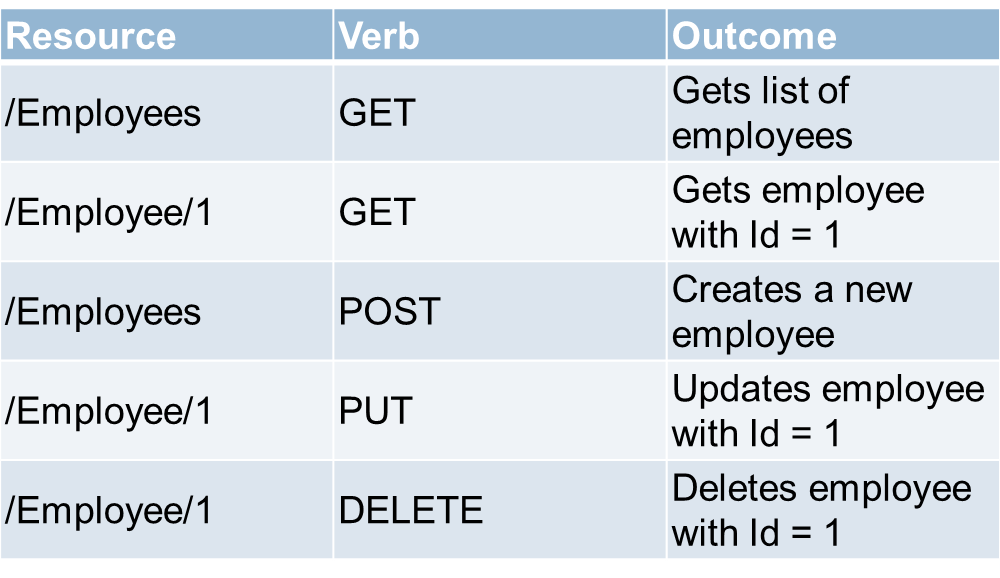 Resource Verb Outcome
/Employees GET Gets list of
employees
/Employee/1 GET Gets employee
with Id = 1
/Employees POST Creates a new
employee
/Employee/1 PUT Updates employee
with Id = 1
/Employee/1 DELETE Deletes employee
with Id = 1